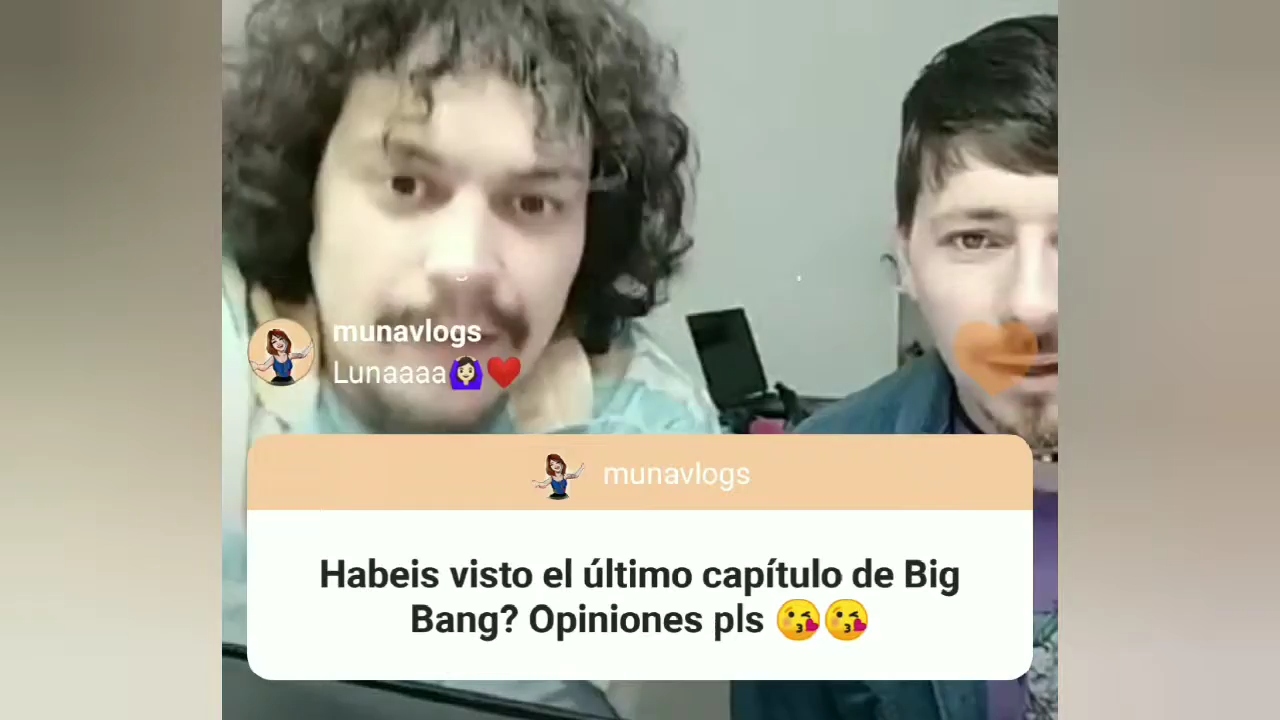 munavlogs
Lunaaaa🙆🏻‍♀️❤️
munavlogs
Habeis visto el último capítulo de Big
Bang? Opiniones pls 😘😘